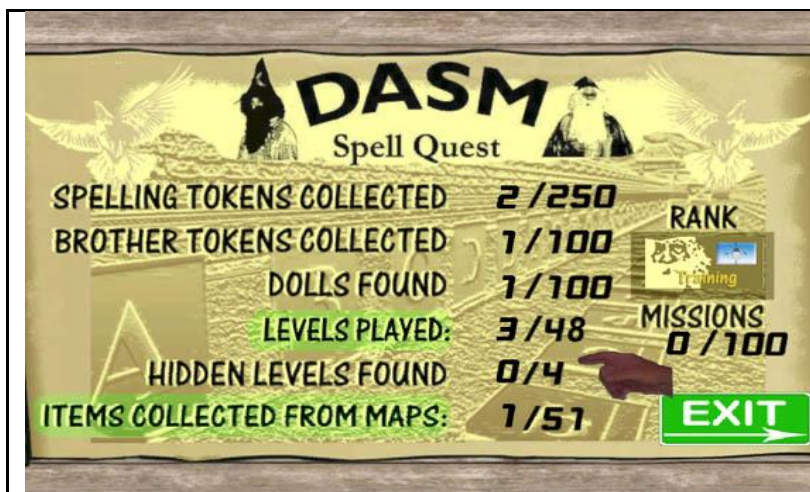 DASM
Spell Quest
SPELLING TOKENS COLLECTED 2/250
BROTHER TOKENS COLLECTED 1/100
DOLLS FOUND 1/100
LEVELS PLAYED: 3/48
HIDDEN LEVELS FOUND 0/4
ITEMS COLLECTED FROM MAPS: 1/51
RANK
Training
MISSIONS
0/100
EXIT